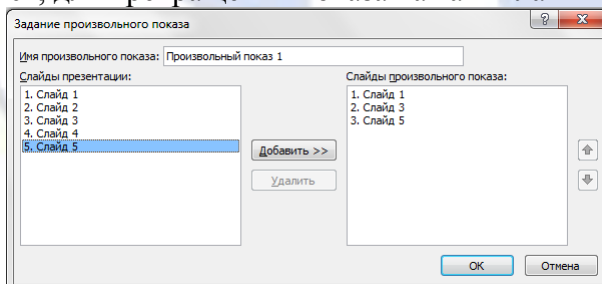 Задание произвольного показа
Имя произвольного показа: Произвольный показ 1
Слайды презентации:
Слайды произвольного показа:
1. Слайд 1
2. Слайд 2
3. Слайд 3
4. Слайд 4
5. Слайд 5
Добавить >>
Удалить
1. Слайд 1
2. Слайд 3
3. Слайд 5
ОК
Отмена